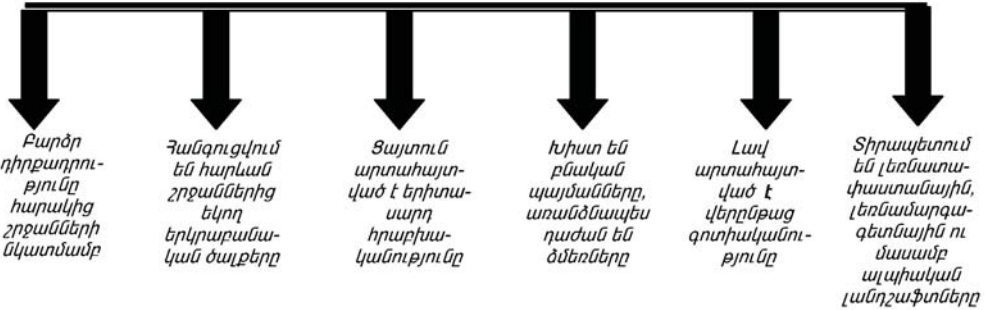 Բարձր
դիրքադրու-
թյունը
հարակից
շրջանների
նկատմամբ
Հանգուցվում
են հարևան
շրջաններից
եկող
երկրաբանա-
կան ծալքերը
Ցայտուն
արտահայտ-
ված է երիտա-
սարդ
հրաբխա-
կանությունը
Խիստ են
բնական
պայմանները,
առանձնապես
դաժան են
ձմեռները
Լավ
արտահայտ-
ված է
վերընթաց
գոտիականու-
թյունը
Տիրապետում
են լեռնատա-
փաստանային,
լեռնամարգա-
գետնային ու
մասամբ
ալպիական
լանդշաֆտները